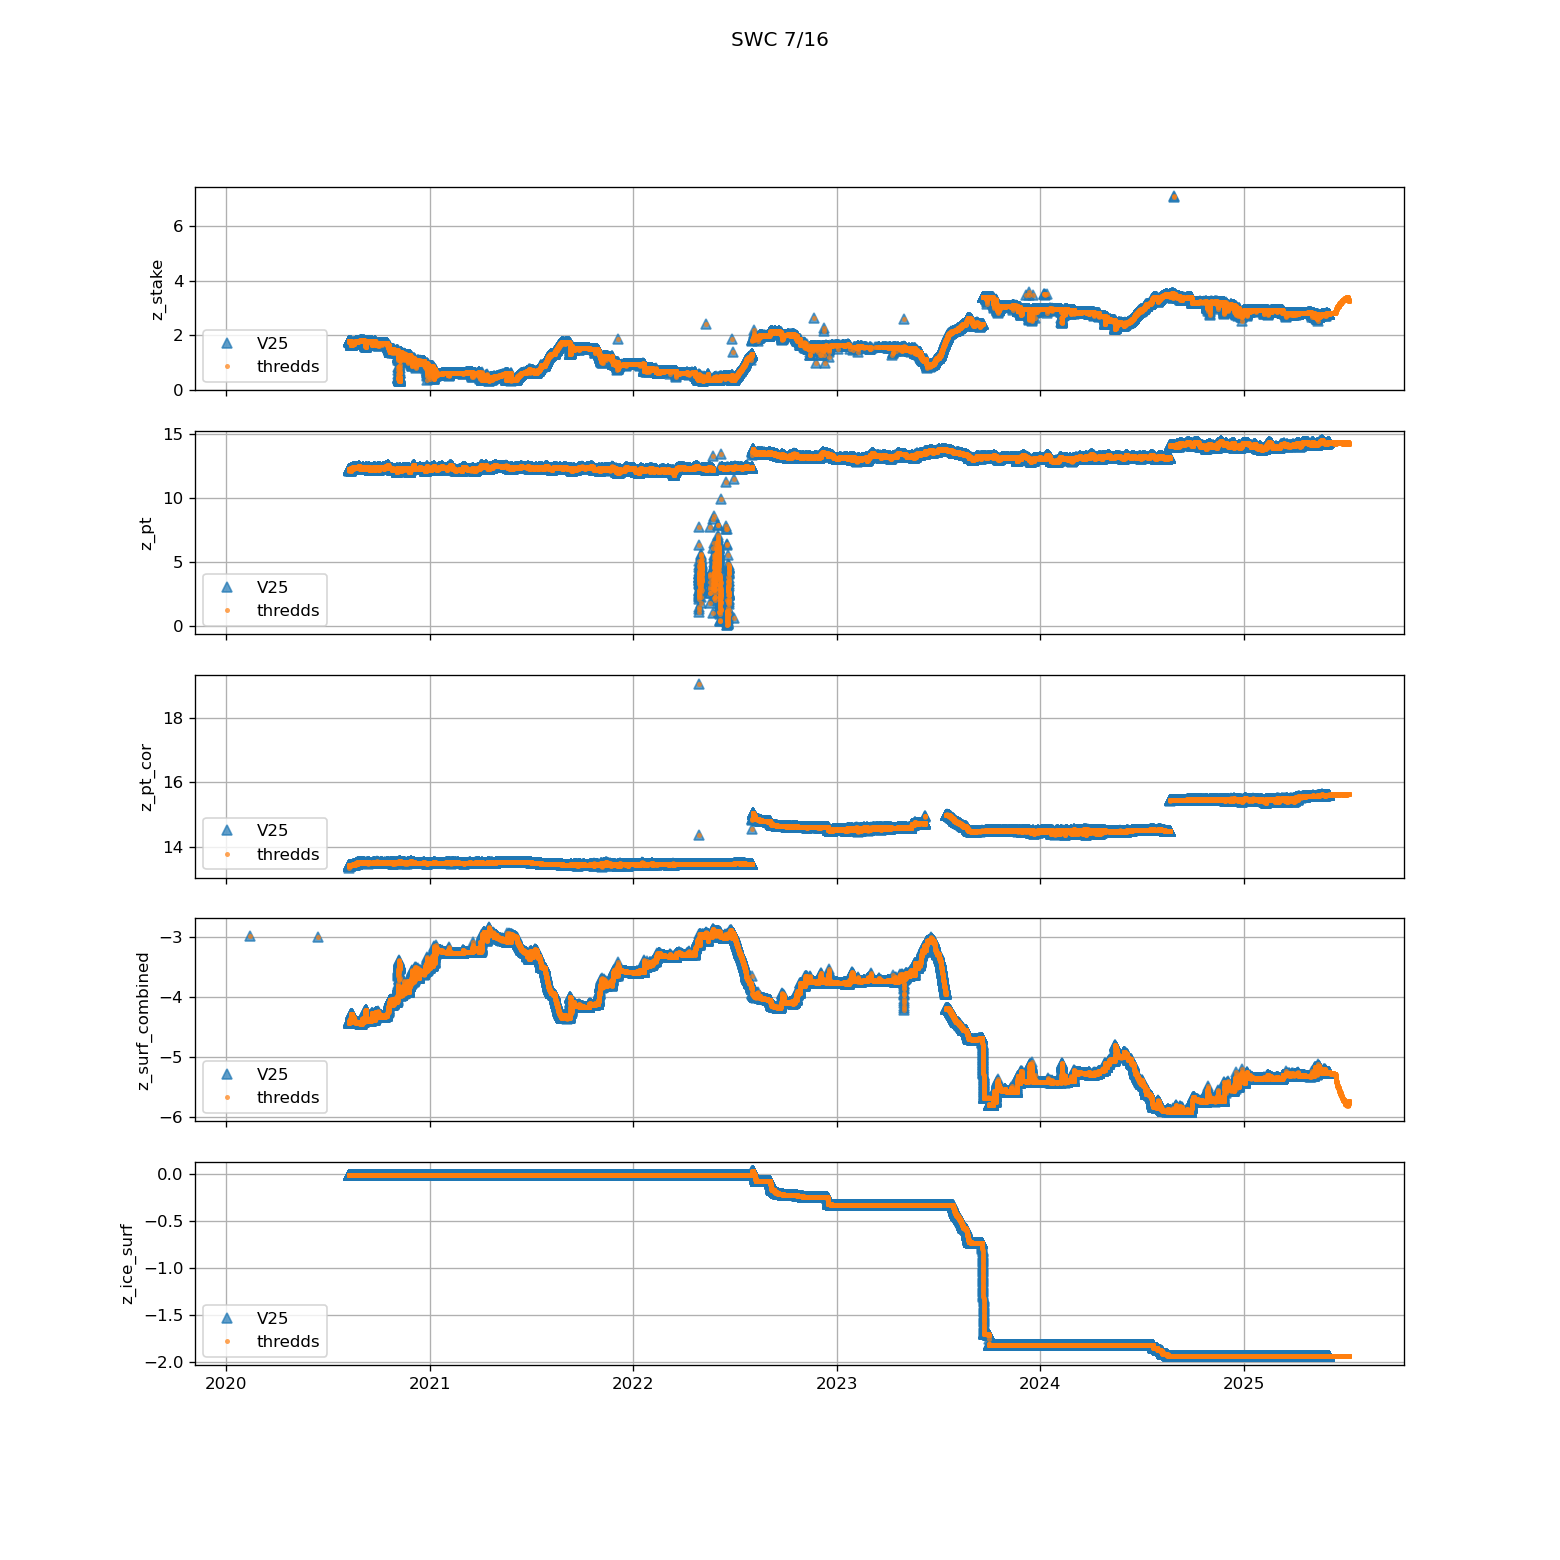 SWC 7/16
z_stake
6
4
2
0
V25
thredds
z_pt
15
10
5
0
V25
thredds
z_pt_cor
18
16
14
V25
thredds
z_surf_combined
−3
−4
−5
−6
V25
thredds
z_ice_surf
0.0
−0.5
−1.0
−1.5
−2.0
V25
thredds
2020 2021 2022 2023 2024 2025